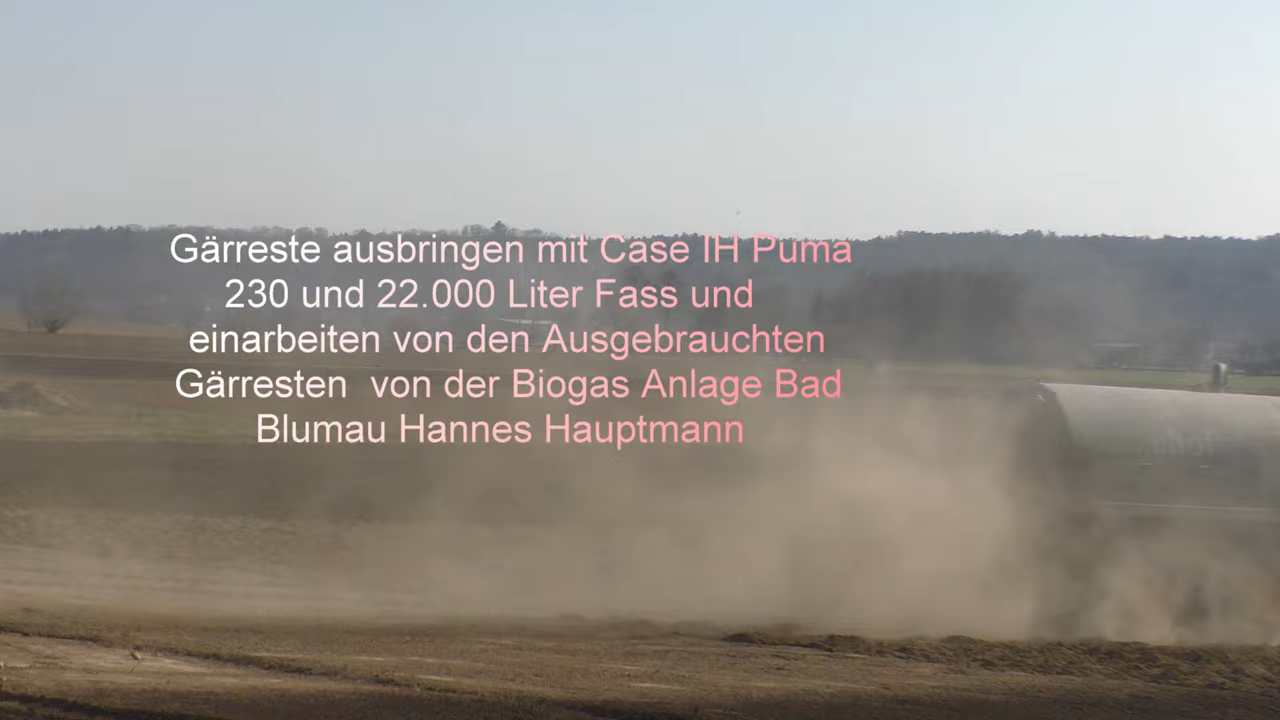 Gärreste ausbringen mit Case IH Puma
230 und 22.000 Liter Fass und
einarbeiten von den Ausgebrauchten
Gärresten  von der Biogas Anlage Bad
Blumau Hannes Hauptmann